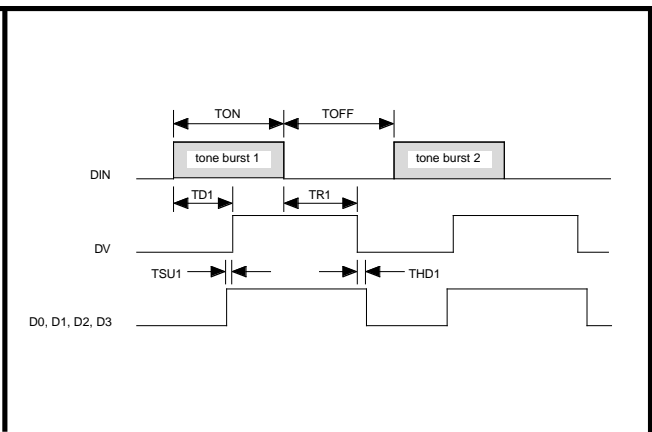 TON TOFF
DIN tone burst 1 tone burst 2
TD1 TR1
DV
TSU1 THD1
D0, D1, D2, D3